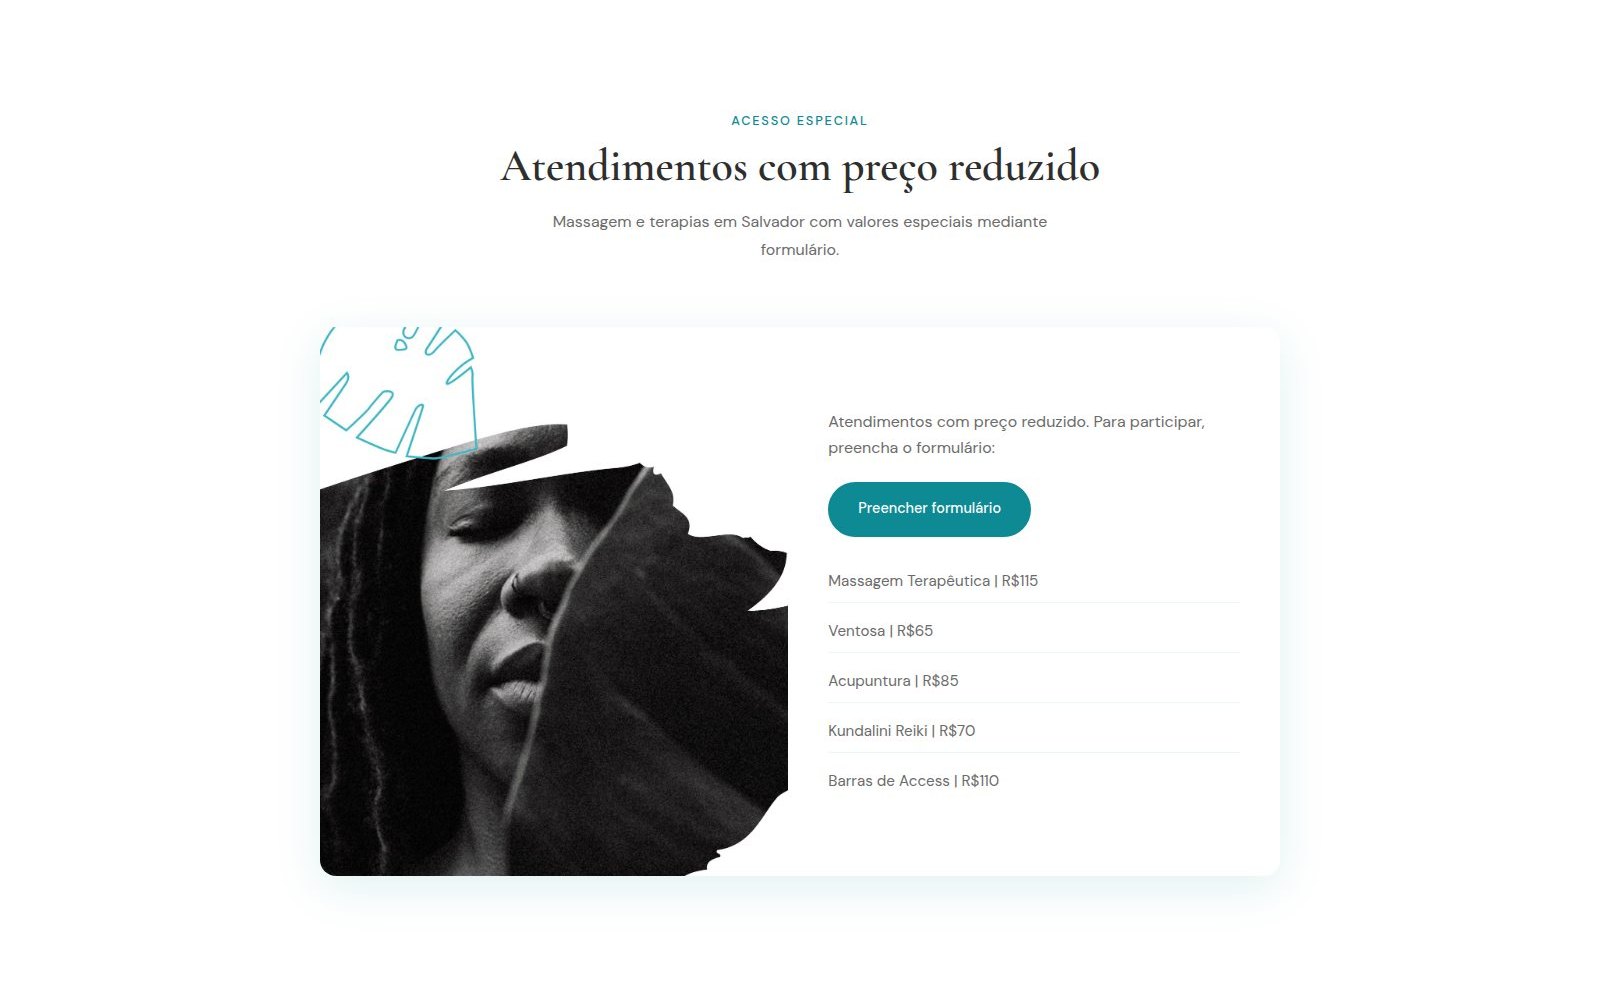 ACESSO ESPECIAL
Atendimentos com preço reduzido
Massagem e terapias em Salvador com valores especiais mediante
formulário.
Atendimentos com preço reduzido. Para participar,
preencha o formulário:
Preencher formulário
Massagem Terapêutica | R$115
Ventosa | R$65
Acupuntura | R$85
Kundalini Reiki | R$70
Barras de Access | R$110